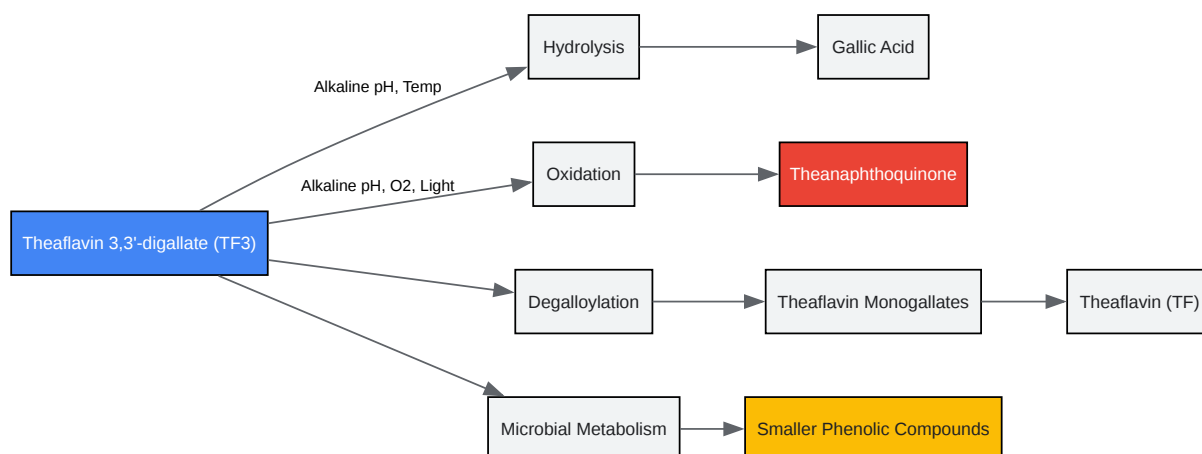 Hydrolysis
Gallic Acid
Alkaline pH, Temp
Oxidation
Theanaphthoquinone
Alkaline pH, O2, Light
Theaflavin 3,3'-digallate (TF3)
Degalloylation
Theaflavin Monogallates
Theaflavin (TF)
Microbial Metabolism
Smaller Phenolic Compounds